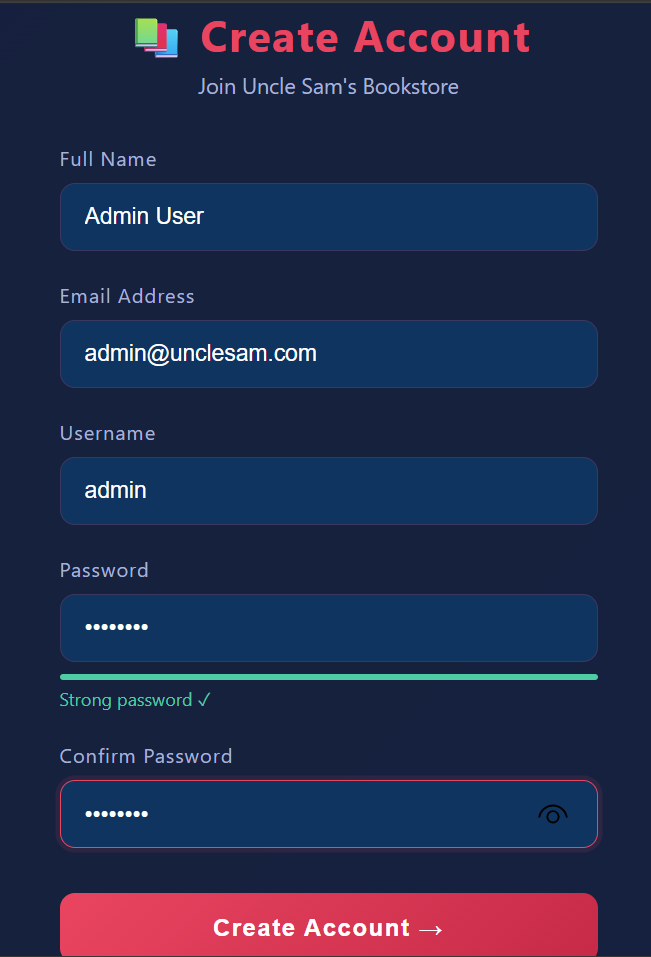 Create Account
Join Uncle Sam's Bookstore
Full Name
Admin User
Email Address
admin@unclesam.com
Username
admin
Password
••••••••
Strong password ✓
Confirm Password
••••••••
Create Account →